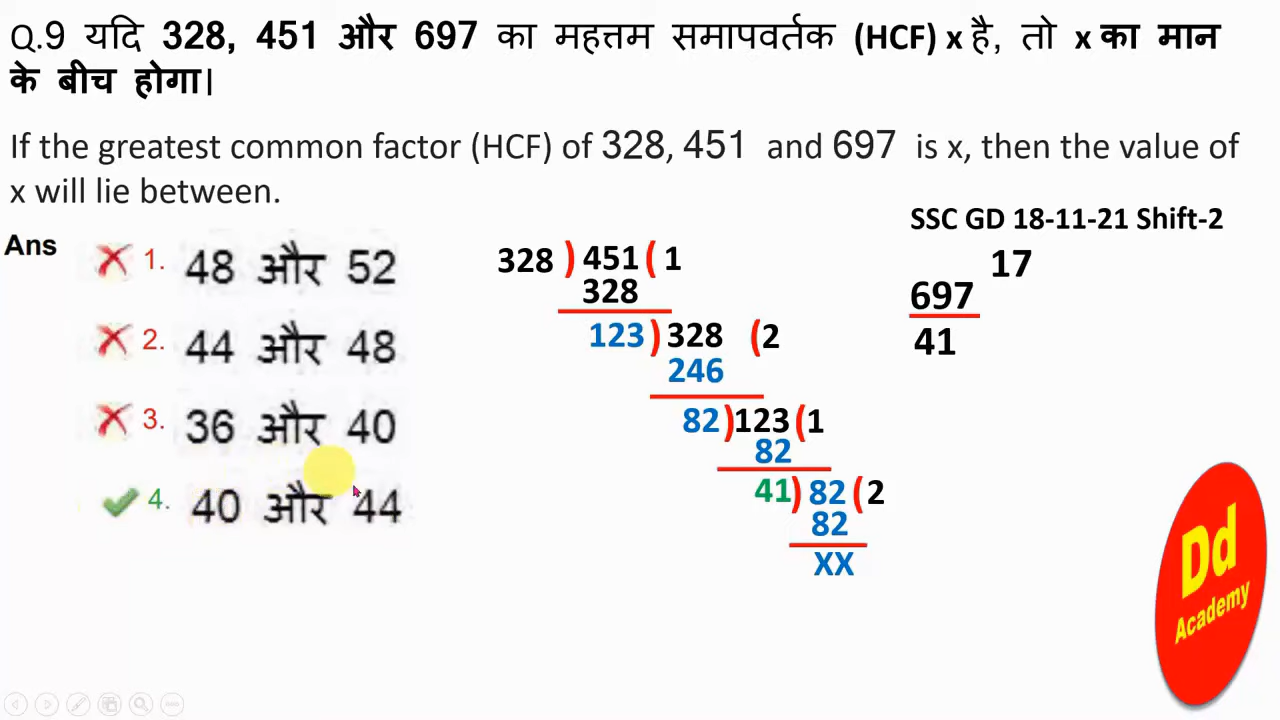 Q.9 यदि 328, 451 और 697 का महत्तम समापवर्तक (HCF) x है, तो x का मान
के बीच होगा।
If the greatest common factor (HCF) of 328, 451 and 697 is x, then the value of
x will lie between.
SSC GD 18-11-21 Shift-2
Ans
1. 48 और 52
2. 44 और 48
3. 36 और 40
4. 40 और 44
328 ) 451 ( 1
328
123 ) 328 ( 2
246
82 ) 123 ( 1
82
41 ) 82 ( 2
82
XX
17
697
41
Dd
Academy